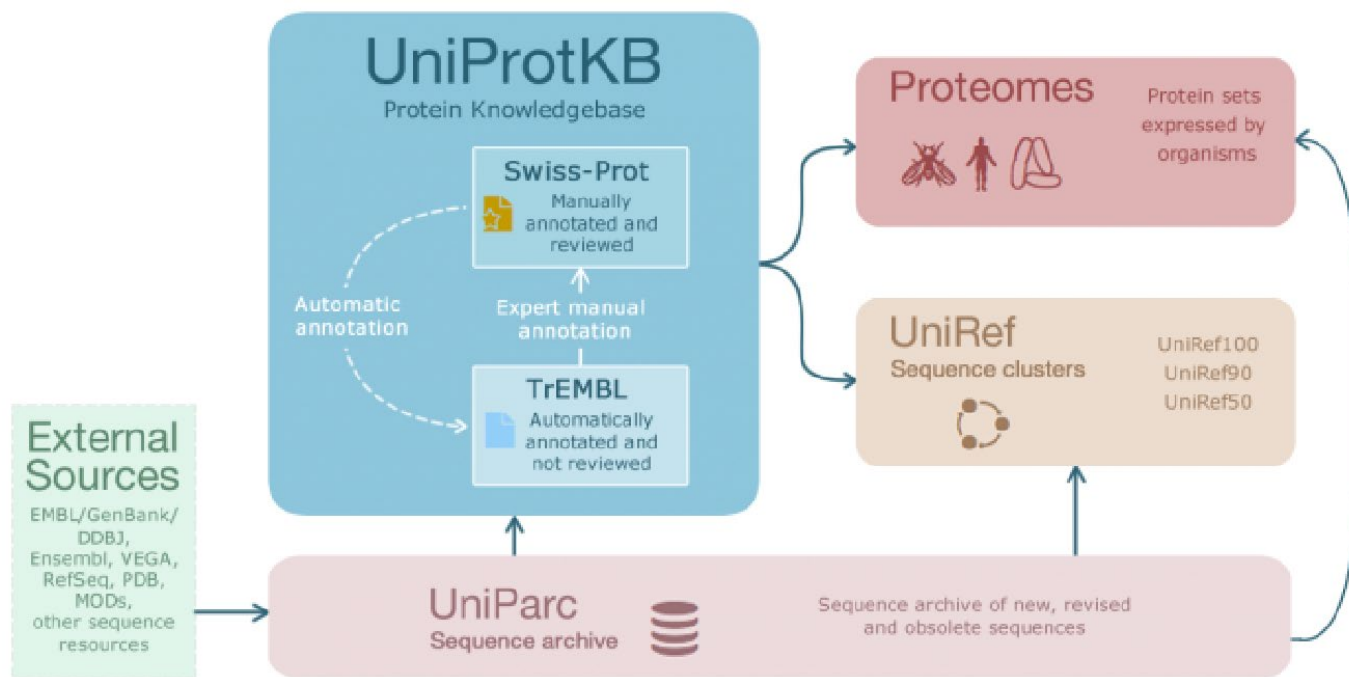 UniProtKB
Protein Knowledgebase
Swiss-Prot
Manually
annotated and
reviewed
Automatic
annotation
Expert manual
annotation
TrEMBL
Automatically
annotated and
not reviewed
Proteomes
Protein sets
expressed by
organisms
UniRef
Sequence clusters
UniRef100
UniRef90
UniRef50
External
Sources
EMBL/GenBank/
DDBJ,
Ensembl, VEGA,
RefSeq, PDB,
MODs,
other sequence
resources
UniParc
Sequence archive
Sequence archive of new, revised
and obsolete sequences